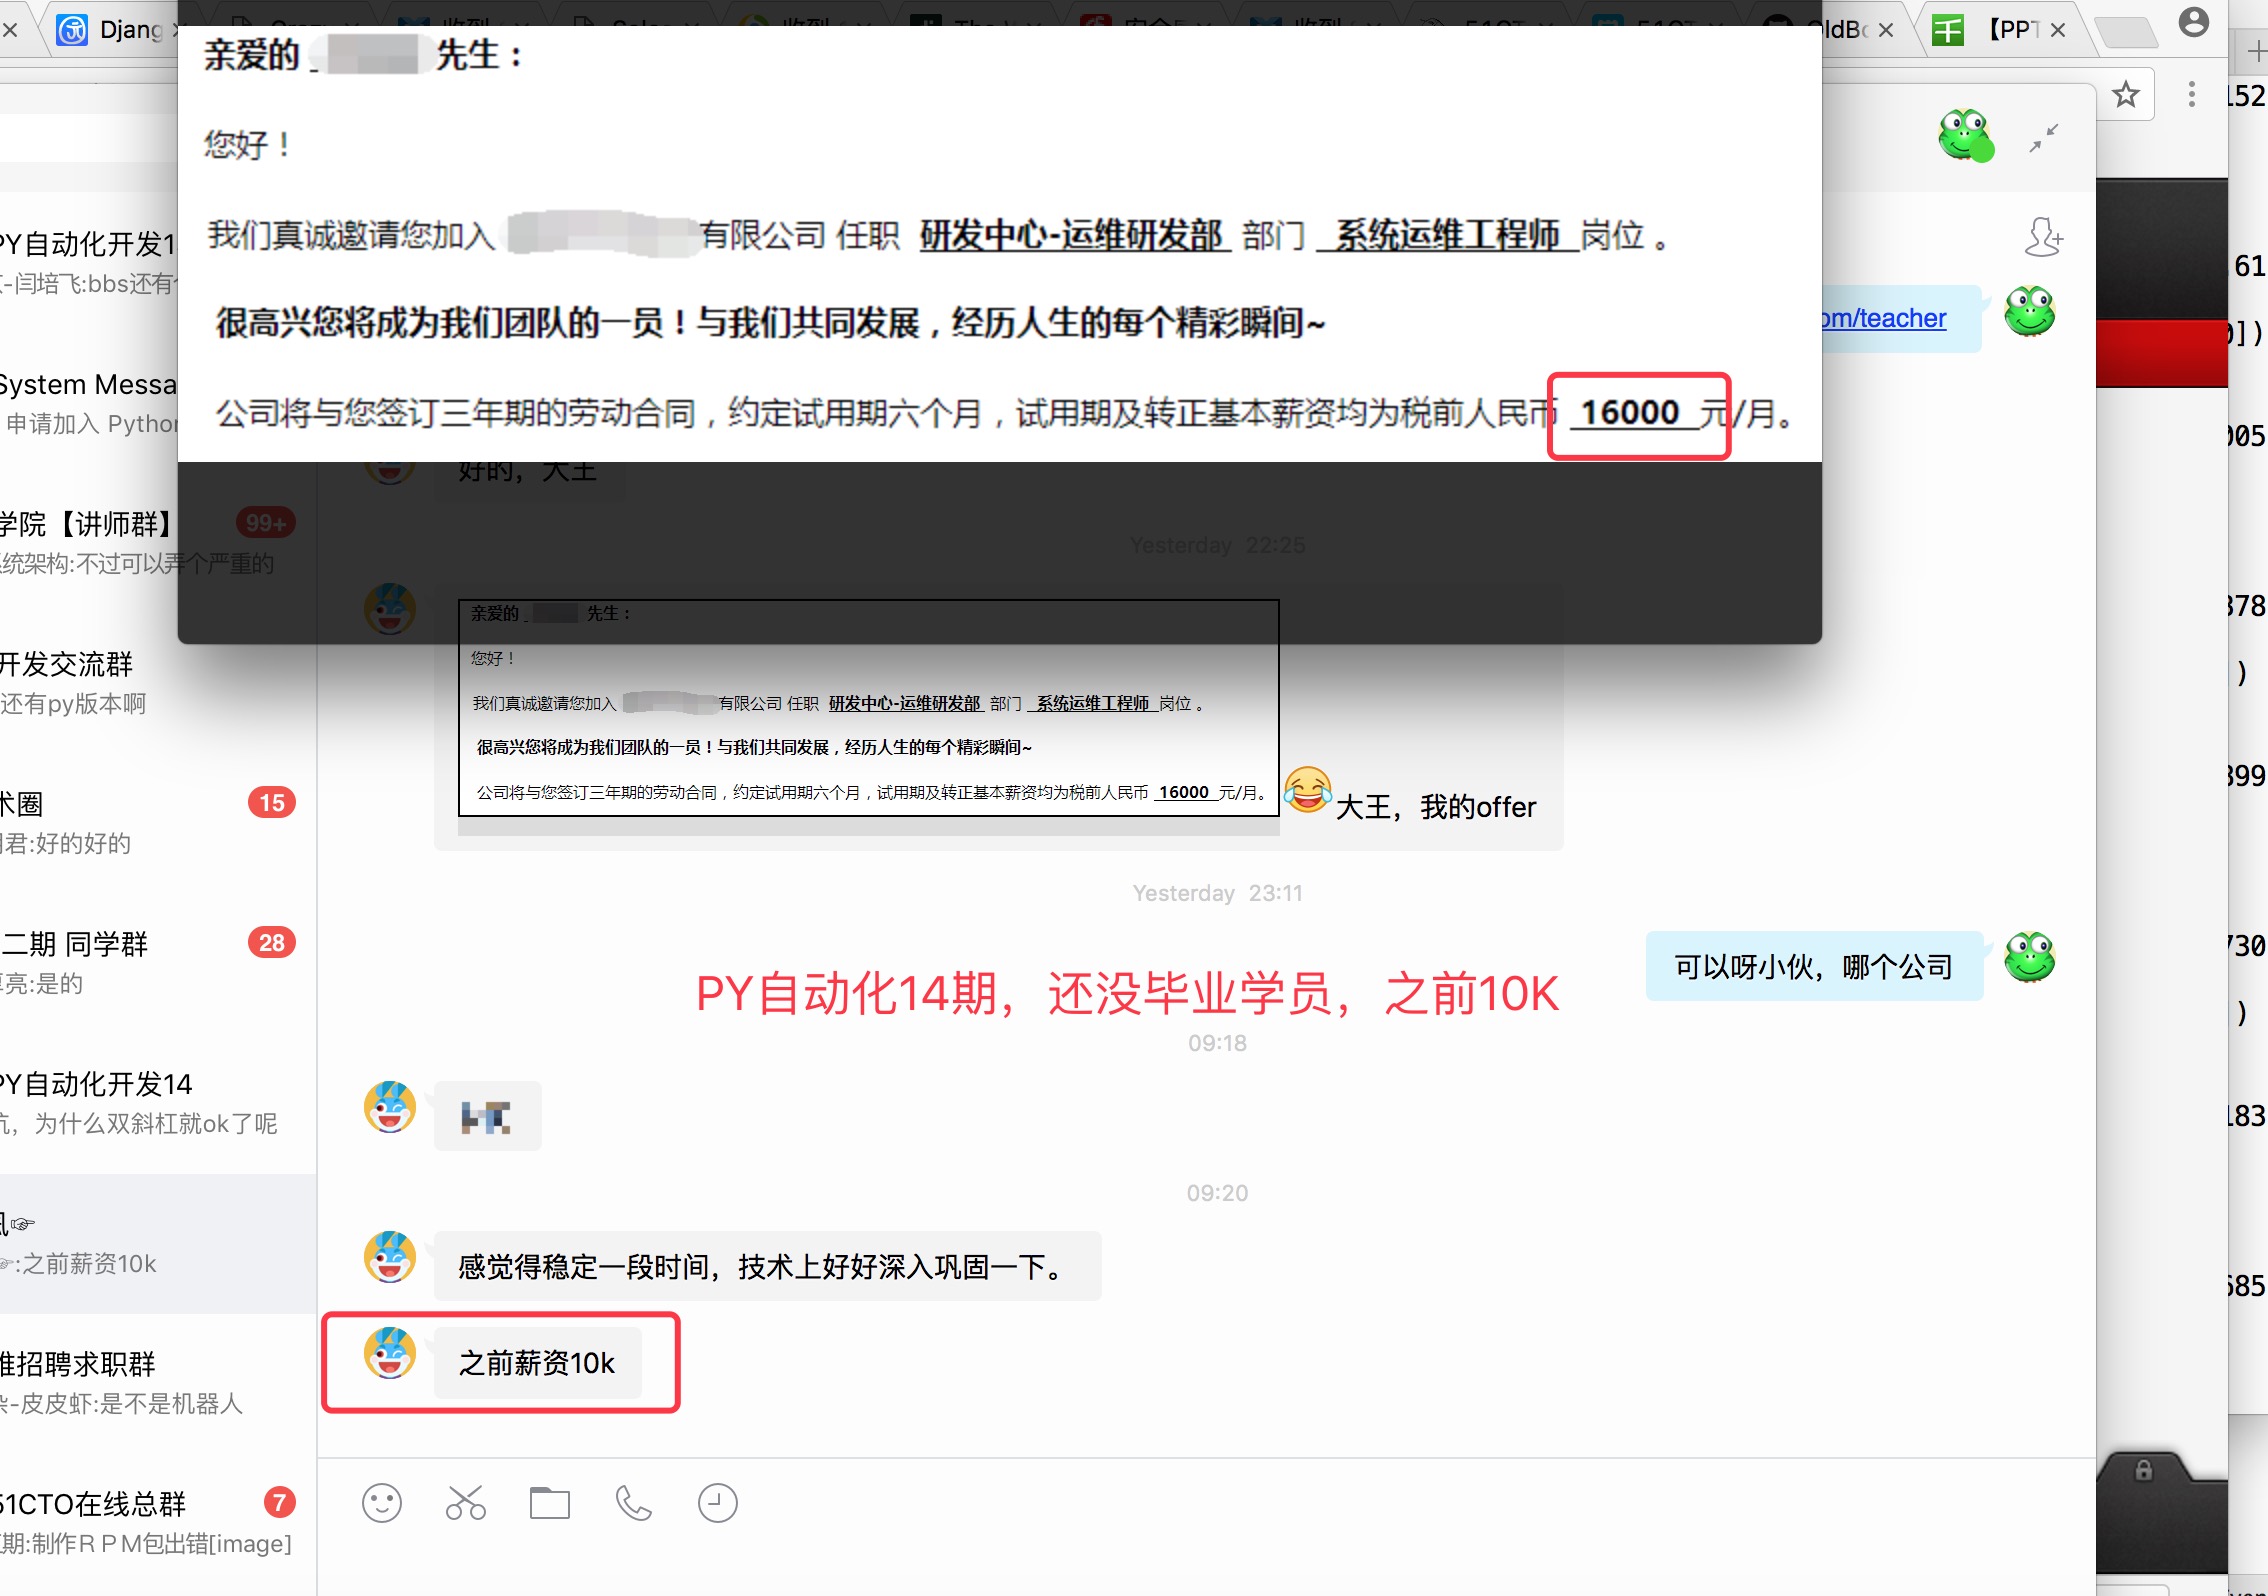 Djang
【PPT
亲爱的 先生：
您好！
我们真诚邀请您加入 有限公司 任职 研发中心-运维研发部 部门 系统运维工程师 岗位 。
很高兴您将成为我们团队的一员！与我们共同发展，经历人生的每个精彩瞬间~
公司将与您签订三年期的劳动合同，约定试用期六个月，试用期及转正基本薪资均为税前人民币 16000 元/月。
om/teacher
好的，大王
Yesterday 22:25
亲爱的 先生：
您好！
我们真诚邀请您加入 有限公司 任职 研发中心-运维研发部 部门 系统运维工程师 岗位 。
很高兴您将成为我们团队的一员！与我们共同发展，经历人生的每个精彩瞬间~
公司将与您签订三年期的劳动合同，约定试用期六个月，试用期及转正基本薪资均为税前人民币 16000 元/月。
大王，我的offer
Yesterday 23:11
可以呀小伙，哪个公司
PY自动化14期，还没毕业学员，之前10K
09:18
09:20
感觉得稳定一段时间，技术上好好深入巩固一下。
之前薪资10k
PY自动化开发1
-闫培飞:bbs还有
System Messa
申请加入 Python
学院【讲师群】
99+
系统架构:不过可以弄个严重的
开发交流群
还有py版本啊
术圈
15
君:好的好的
二期 同学群
28
亮:是的
PY自动化开发14
，为什么双斜杠就ok了呢
:之前薪资10k
维招聘求职群
-皮皮虾:是不是机器人
51CTO在线总群
7
期:制作RPM包出错[image]
152
61
])
005
378
)
399
730
)
183
685